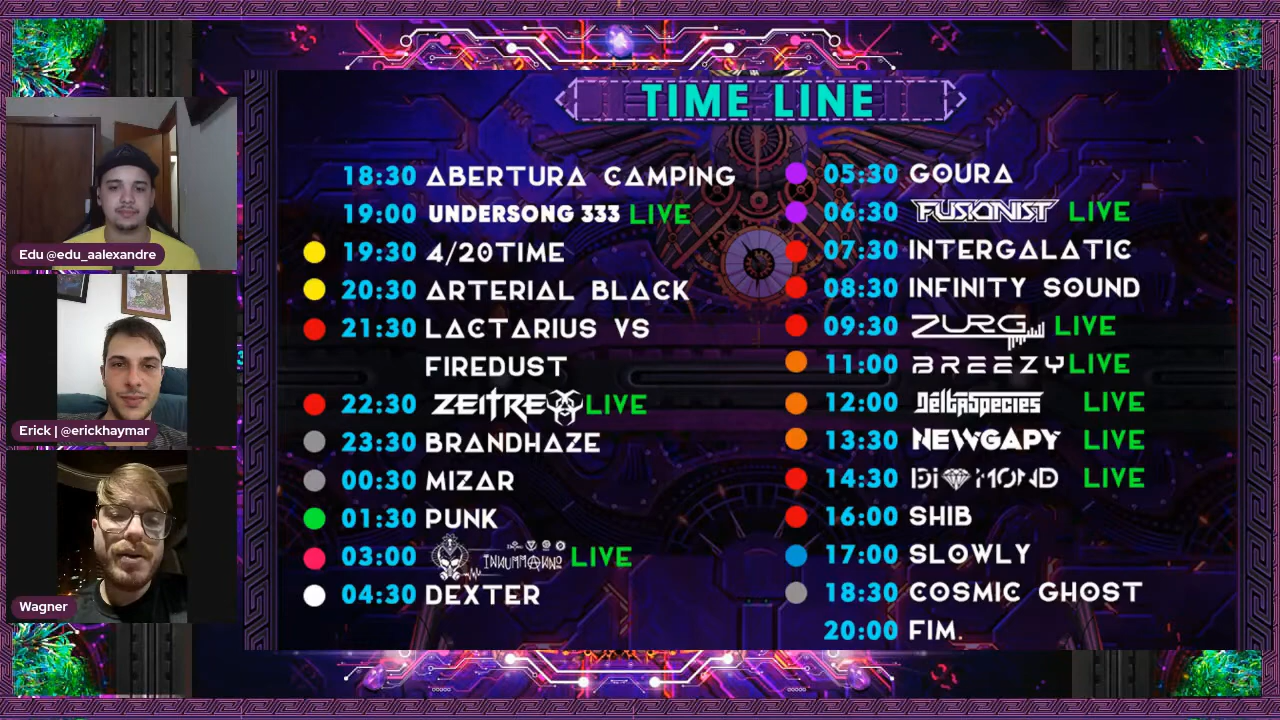 TIME LINE
18:30 ABERTURA CAMPING
19:00 UNDERSONG 333 LIVE
19:30 4/20TIME
20:30 ARTERIAL BLACK
21:30 LACTARIUS VS
FIREDUST
22:30 ZEITREX LIVE
23:30 BRANDHAZE
00:30 MIZAR
01:30 PUNK
03:00 LIVE
04:30 DEXTER
05:30 GOURA
06:30 FUSIONIST LIVE
07:30 INTERGALATIC
08:30 INFINITY SOUND
09:30 ZURG LIVE
11:00 BREEZY LIVE
12:00 DeltaSpecies LIVE
13:30 NEWGAPY LIVE
14:30 DiAMOND LIVE
16:00 SHIB
17:00 SLOWLY
18:30 COSMIC GHOST
20:00 FIM.
Edu @edu_aalexandre
Erick | @erickhaymar
Wagner